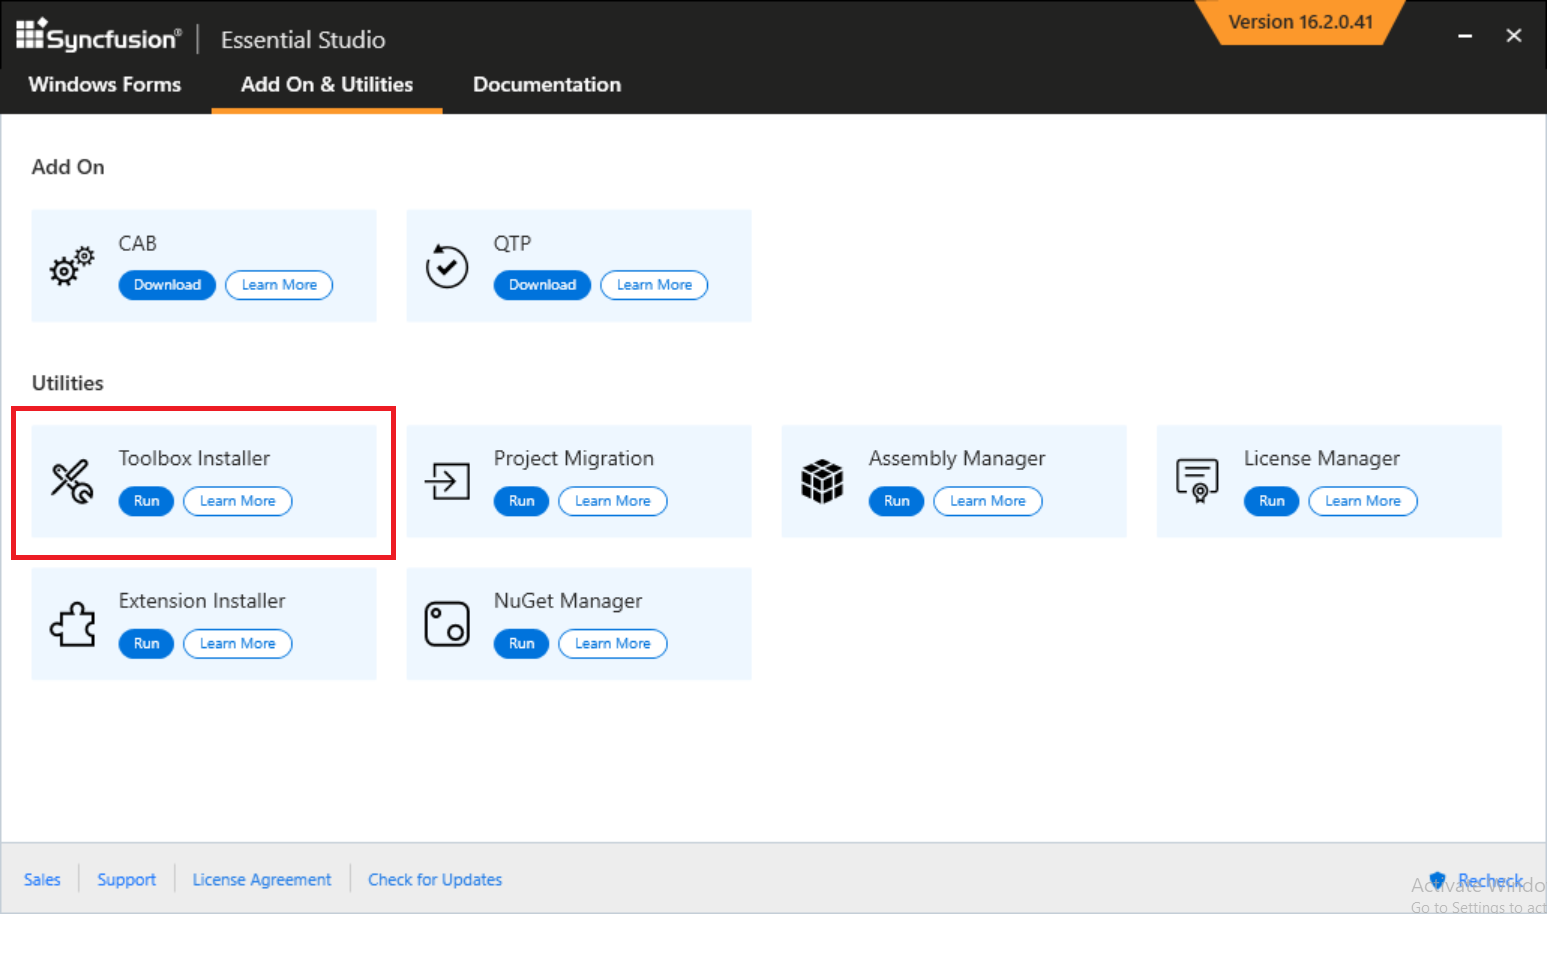 Syncfusion® Essential Studio
Version 16.2.0.41
Windows Forms Add On & Utilities Documentation
Add On
CAB
Download Learn More
QTP
Download Learn More
Utilities
Toolbox Installer
Run Learn More
Project Migration
Run Learn More
Assembly Manager
Run Learn More
License Manager
Run Learn More
Extension Installer
Run Learn More
NuGet Manager
Run Learn More
Sales Support License Agreement Check for Updates
Recheck
Activate Windo
Go to Settings to act